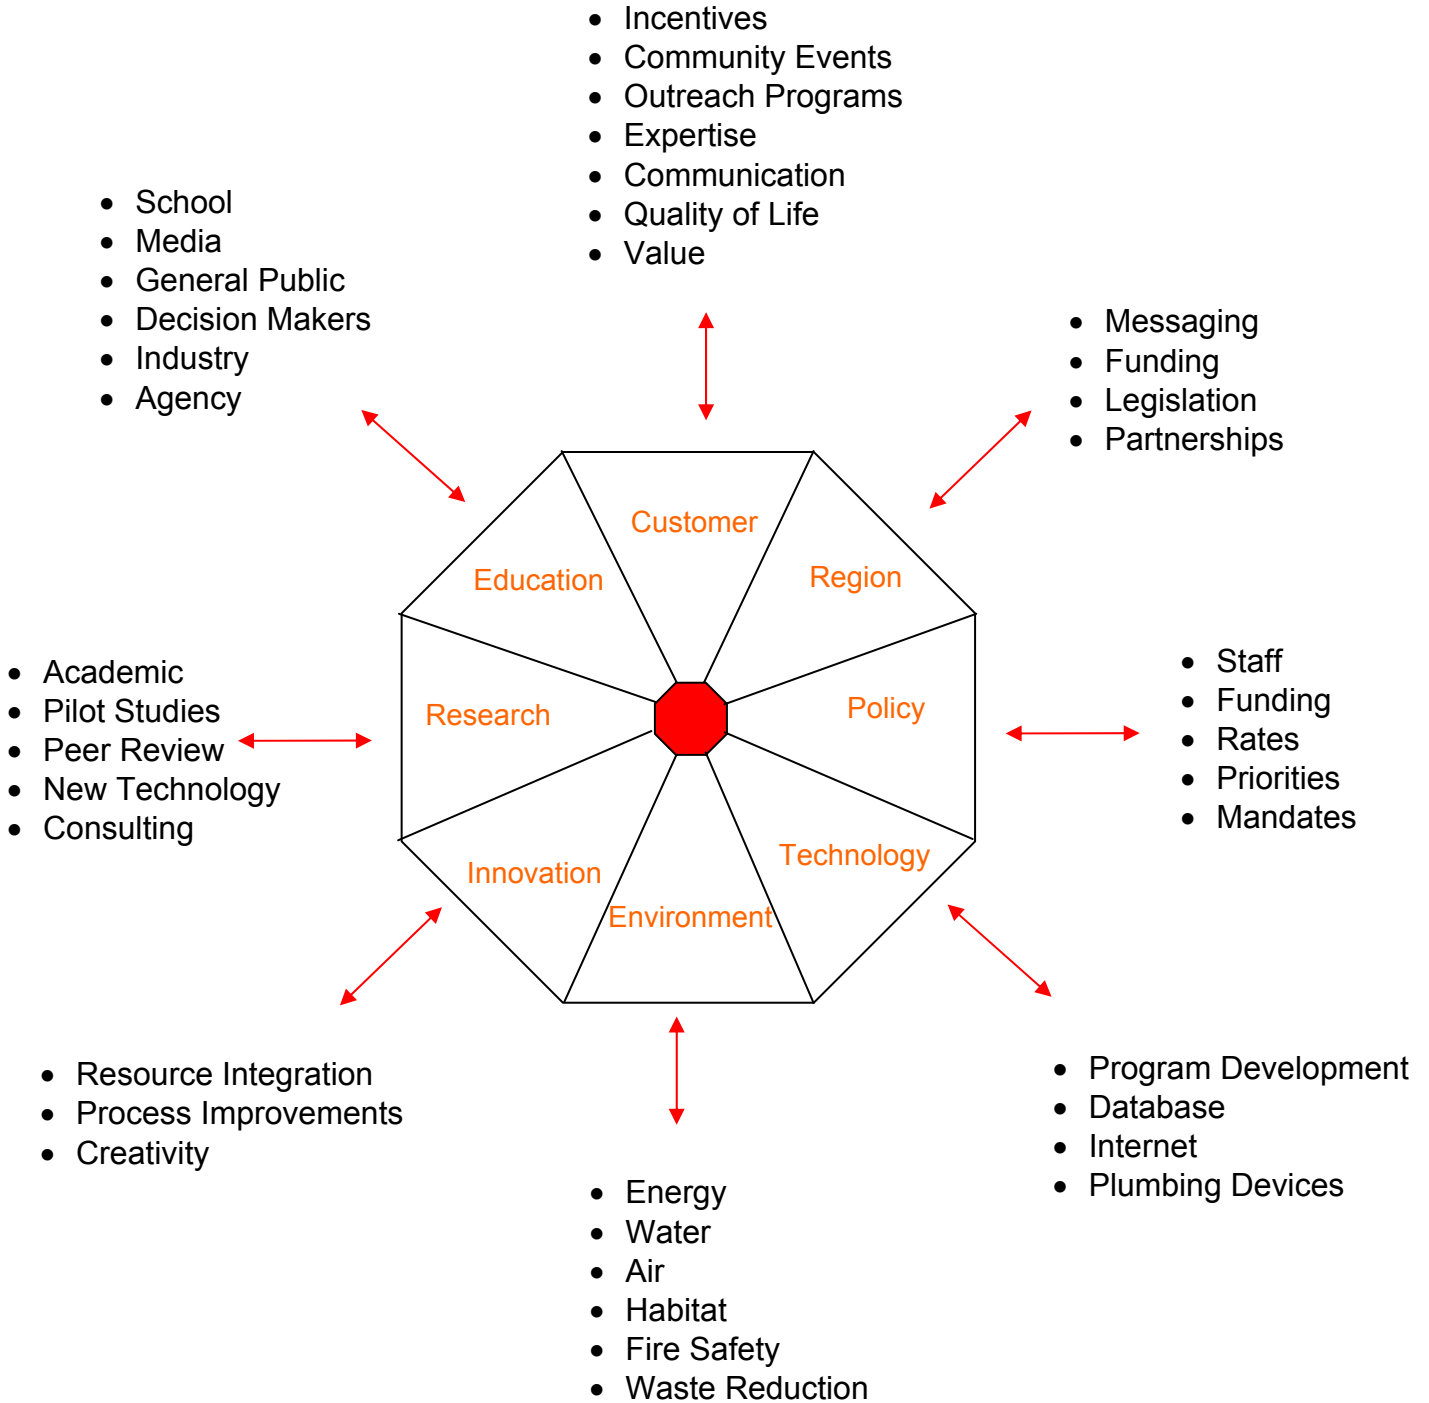 • Incentives
• Community Events
• Outreach Programs
• Expertise
• Communication
• Quality of Life
• Value
• School
• Media
• General Public
• Decision Makers
• Industry
• Agency
• Messaging
• Funding
• Legislation
• Partnerships
Customer
Education
Region
Research
Policy
Innovation
Technology
Environment
• Academic
• Pilot Studies
• Peer Review
• New Technology
• Consulting
• Staff
• Funding
• Rates
• Priorities
• Mandates
• Resource Integration
• Process Improvements
• Creativity
• Program Development
• Database
• Internet
• Plumbing Devices
• Energy
• Water
• Air
• Habitat
• Fire Safety
• Waste Reduction